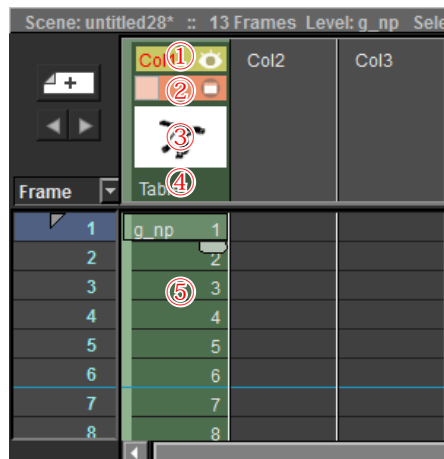 Scene: untitled28* :: 13 Frames Level: g_np Sele
Col1 ① Col2 Col3
②
③
④
Frame Tab
1 g_np 1
2 2
3 ⑤ 3
4 4
5 5
6 6
7 7
8 8